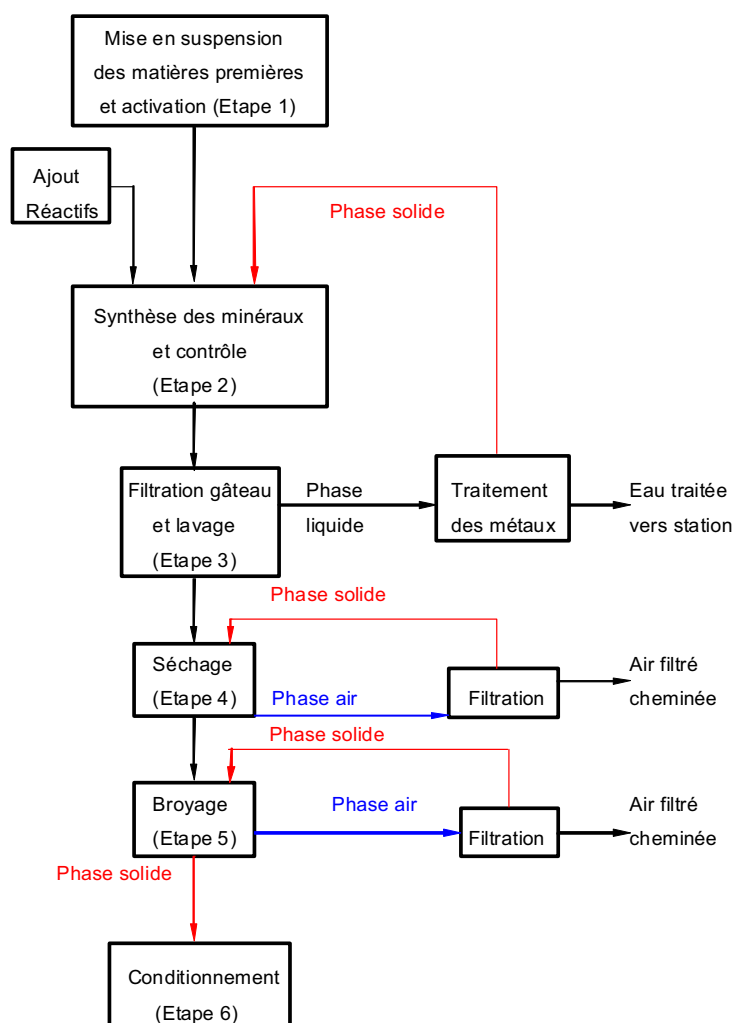 Mise en suspension
des matières premières
et activation (Etape 1)
Ajout
Réactifs
Phase solide
Synthèse des minéraux
et contrôle
(Etape 2)
Filtration gâteau
et lavage
(Etape 3)
Phase
liquide
Traitement
des métaux
Eau traitée
vers station
Phase solide
Séchage
(Etape 4)
Phase air
Filtration
Air filtré
cheminée
Phase solide
Broyage
(Etape 5)
Phase air
Filtration
Air filtré
cheminée
Phase solide
Conditionnement
(Etape 6)